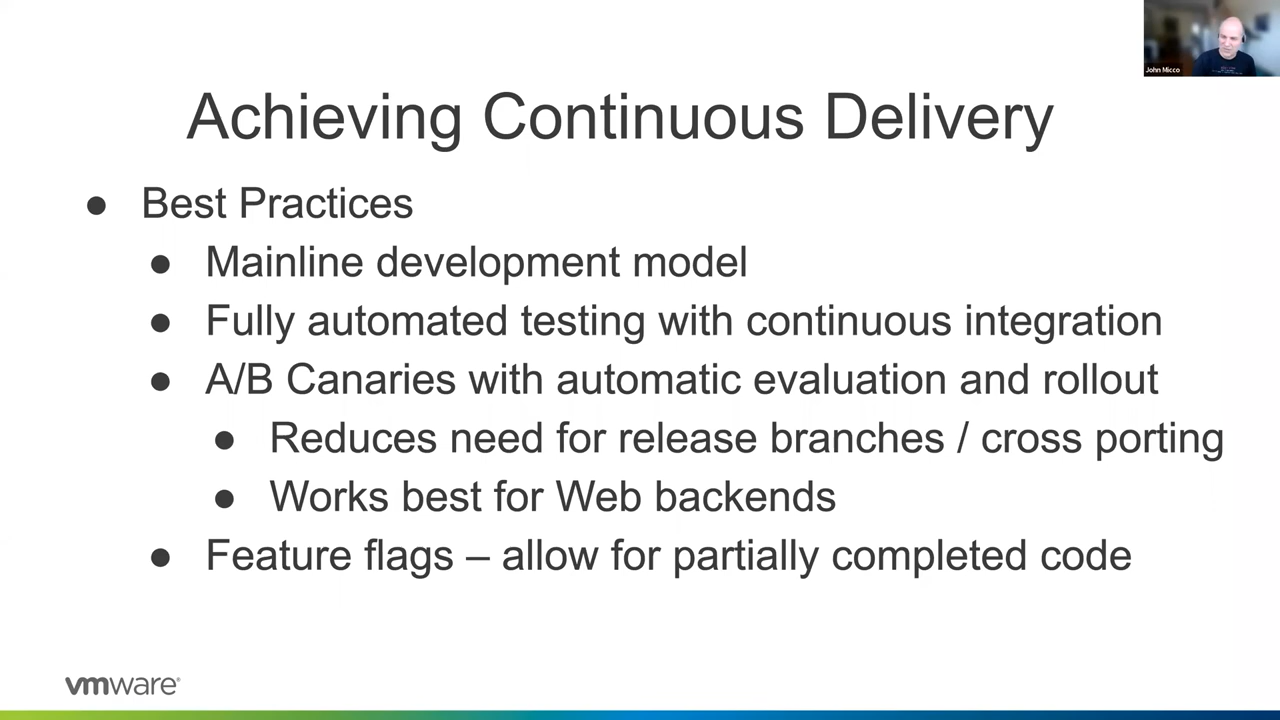 John Micco
Achieving Continuous Delivery
● Best Practices
● Mainline development model
● Fully automated testing with continuous integration
● A/B Canaries with automatic evaluation and rollout
● Reduces need for release branches / cross porting
● Works best for Web backends
● Feature flags – allow for partially completed code
vmware®